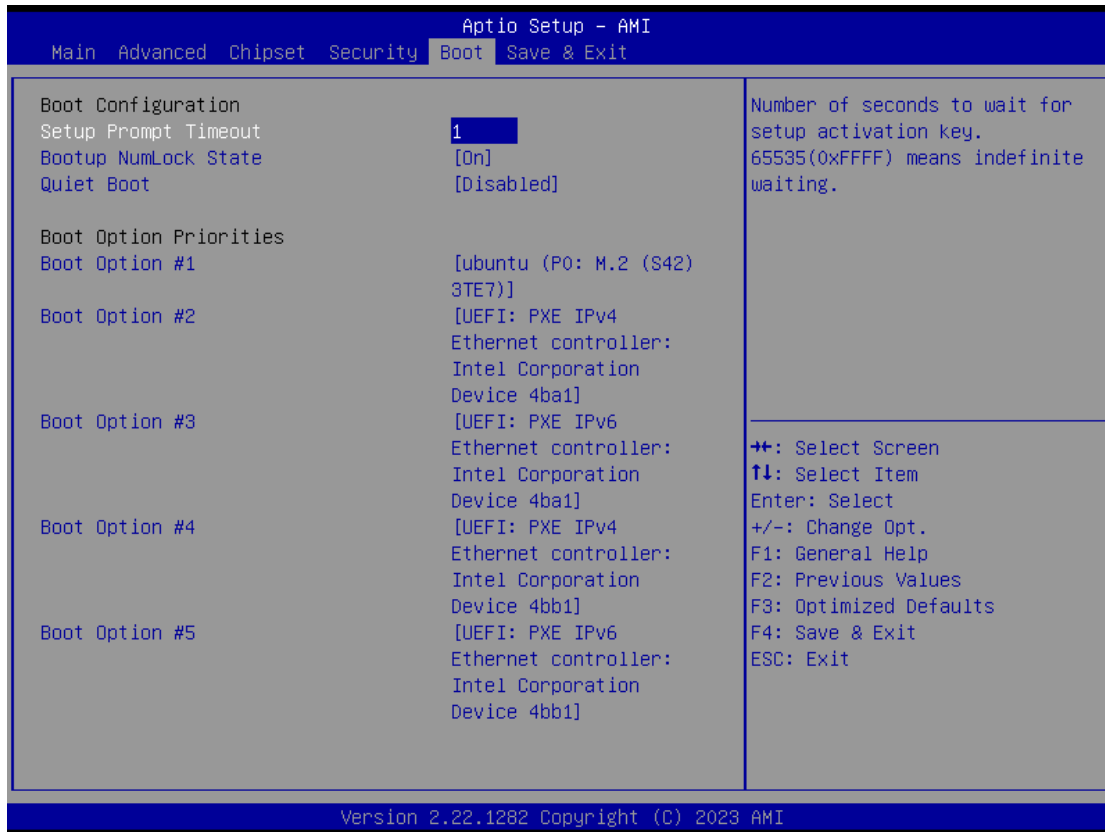 Aptio Setup – AMI
Main Advanced Chipset Security Boot Save & Exit
Boot Configuration
Setup Prompt Timeout 1
Bootup NumLock State [On]
Quiet Boot [Disabled]
Boot Option Priorities
Boot Option #1 [ubuntu (P0: M.2 (S42)
3TE7)]
Boot Option #2 [UEFI: PXE IPv4
Ethernet controller:
Intel Corporation
Device 4ba1]
Boot Option #3 [UEFI: PXE IPv6
Ethernet controller:
Intel Corporation
Device 4ba1]
Boot Option #4 [UEFI: PXE IPv4
Ethernet controller:
Intel Corporation
Device 4bb1]
Boot Option #5 [UEFI: PXE IPv6
Ethernet controller:
Intel Corporation
Device 4bb1]
Number of seconds to wait for
setup activation key.
65535(0xFFFF) means indefinite
waiting.
→←: Select Screen
↑↓: Select Item
Enter: Select
+/-: Change Opt.
F1: General Help
F2: Previous Values
F3: Optimized Defaults
F4: Save & Exit
ESC: Exit
Version 2.22.1282 Copyright (C) 2023 AMI